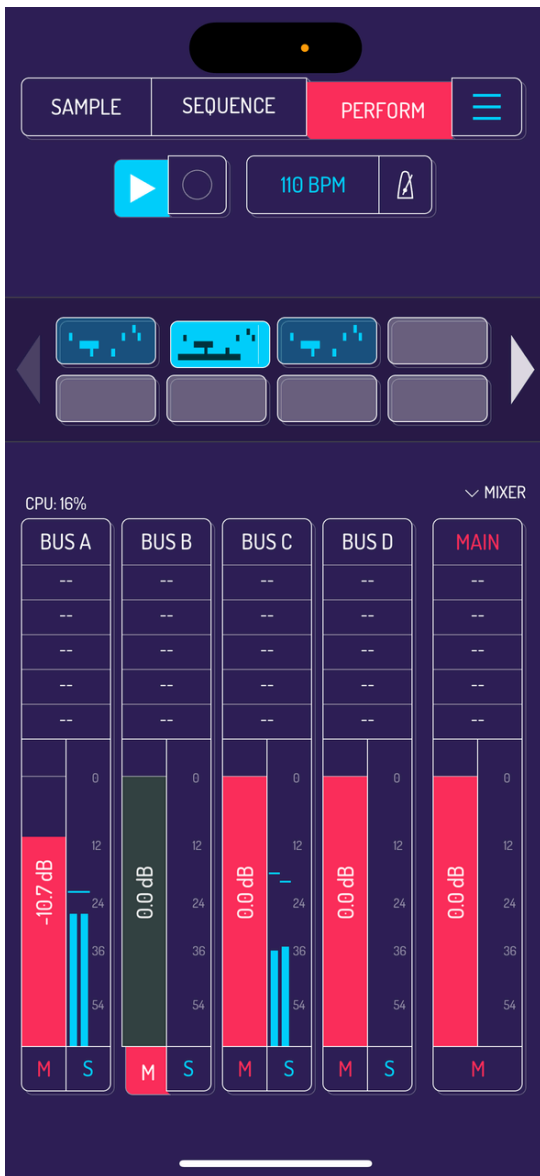 SAMPLE SEQUENCE PERFORM
110 BPM
MIXER
CPU: 16%
BUS A BUS B BUS C BUS D MAIN
-- -- -- -- --
-- -- -- -- --
-- -- -- -- --
-- -- -- -- --
-- -- -- -- --
0 0 0 0 0
12 12 12 12 12
-10.7 dB 0.0 dB 0.0 dB 0.0 dB 0.0 dB
24 24 24 24 24
36 36 36 36 36
54 54 54 54 54
M S M S M S M S M